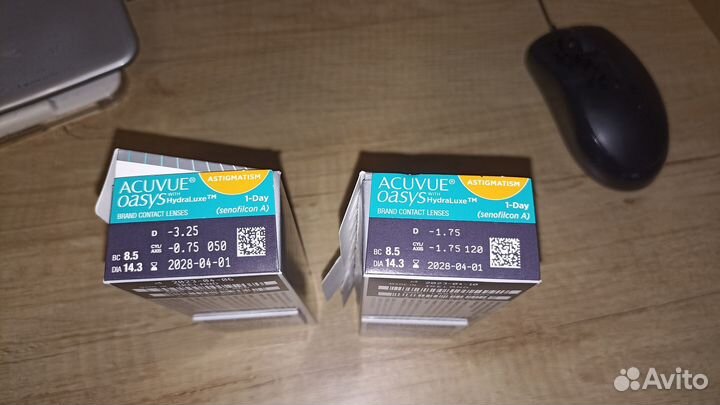 ACUVUE®
OASYS WITH HydraLuxe™
ASTIGMATISM
1-Day
BRAND CONTACT LENSES (senofilcon A)
D -3.25
BC 8.5 CYL/AXIS -0.75 050
DIA 14.3 2028-04-01
ACUVUE®
OASYS WITH HydraLuxe™
ASTIGMATISM
1-Day
BRAND CONTACT LENSES (senofilcon A)
D -1.75
BC 8.5 CYL/AXIS -1.75 120
DIA 14.3 2028-04-01
Avito